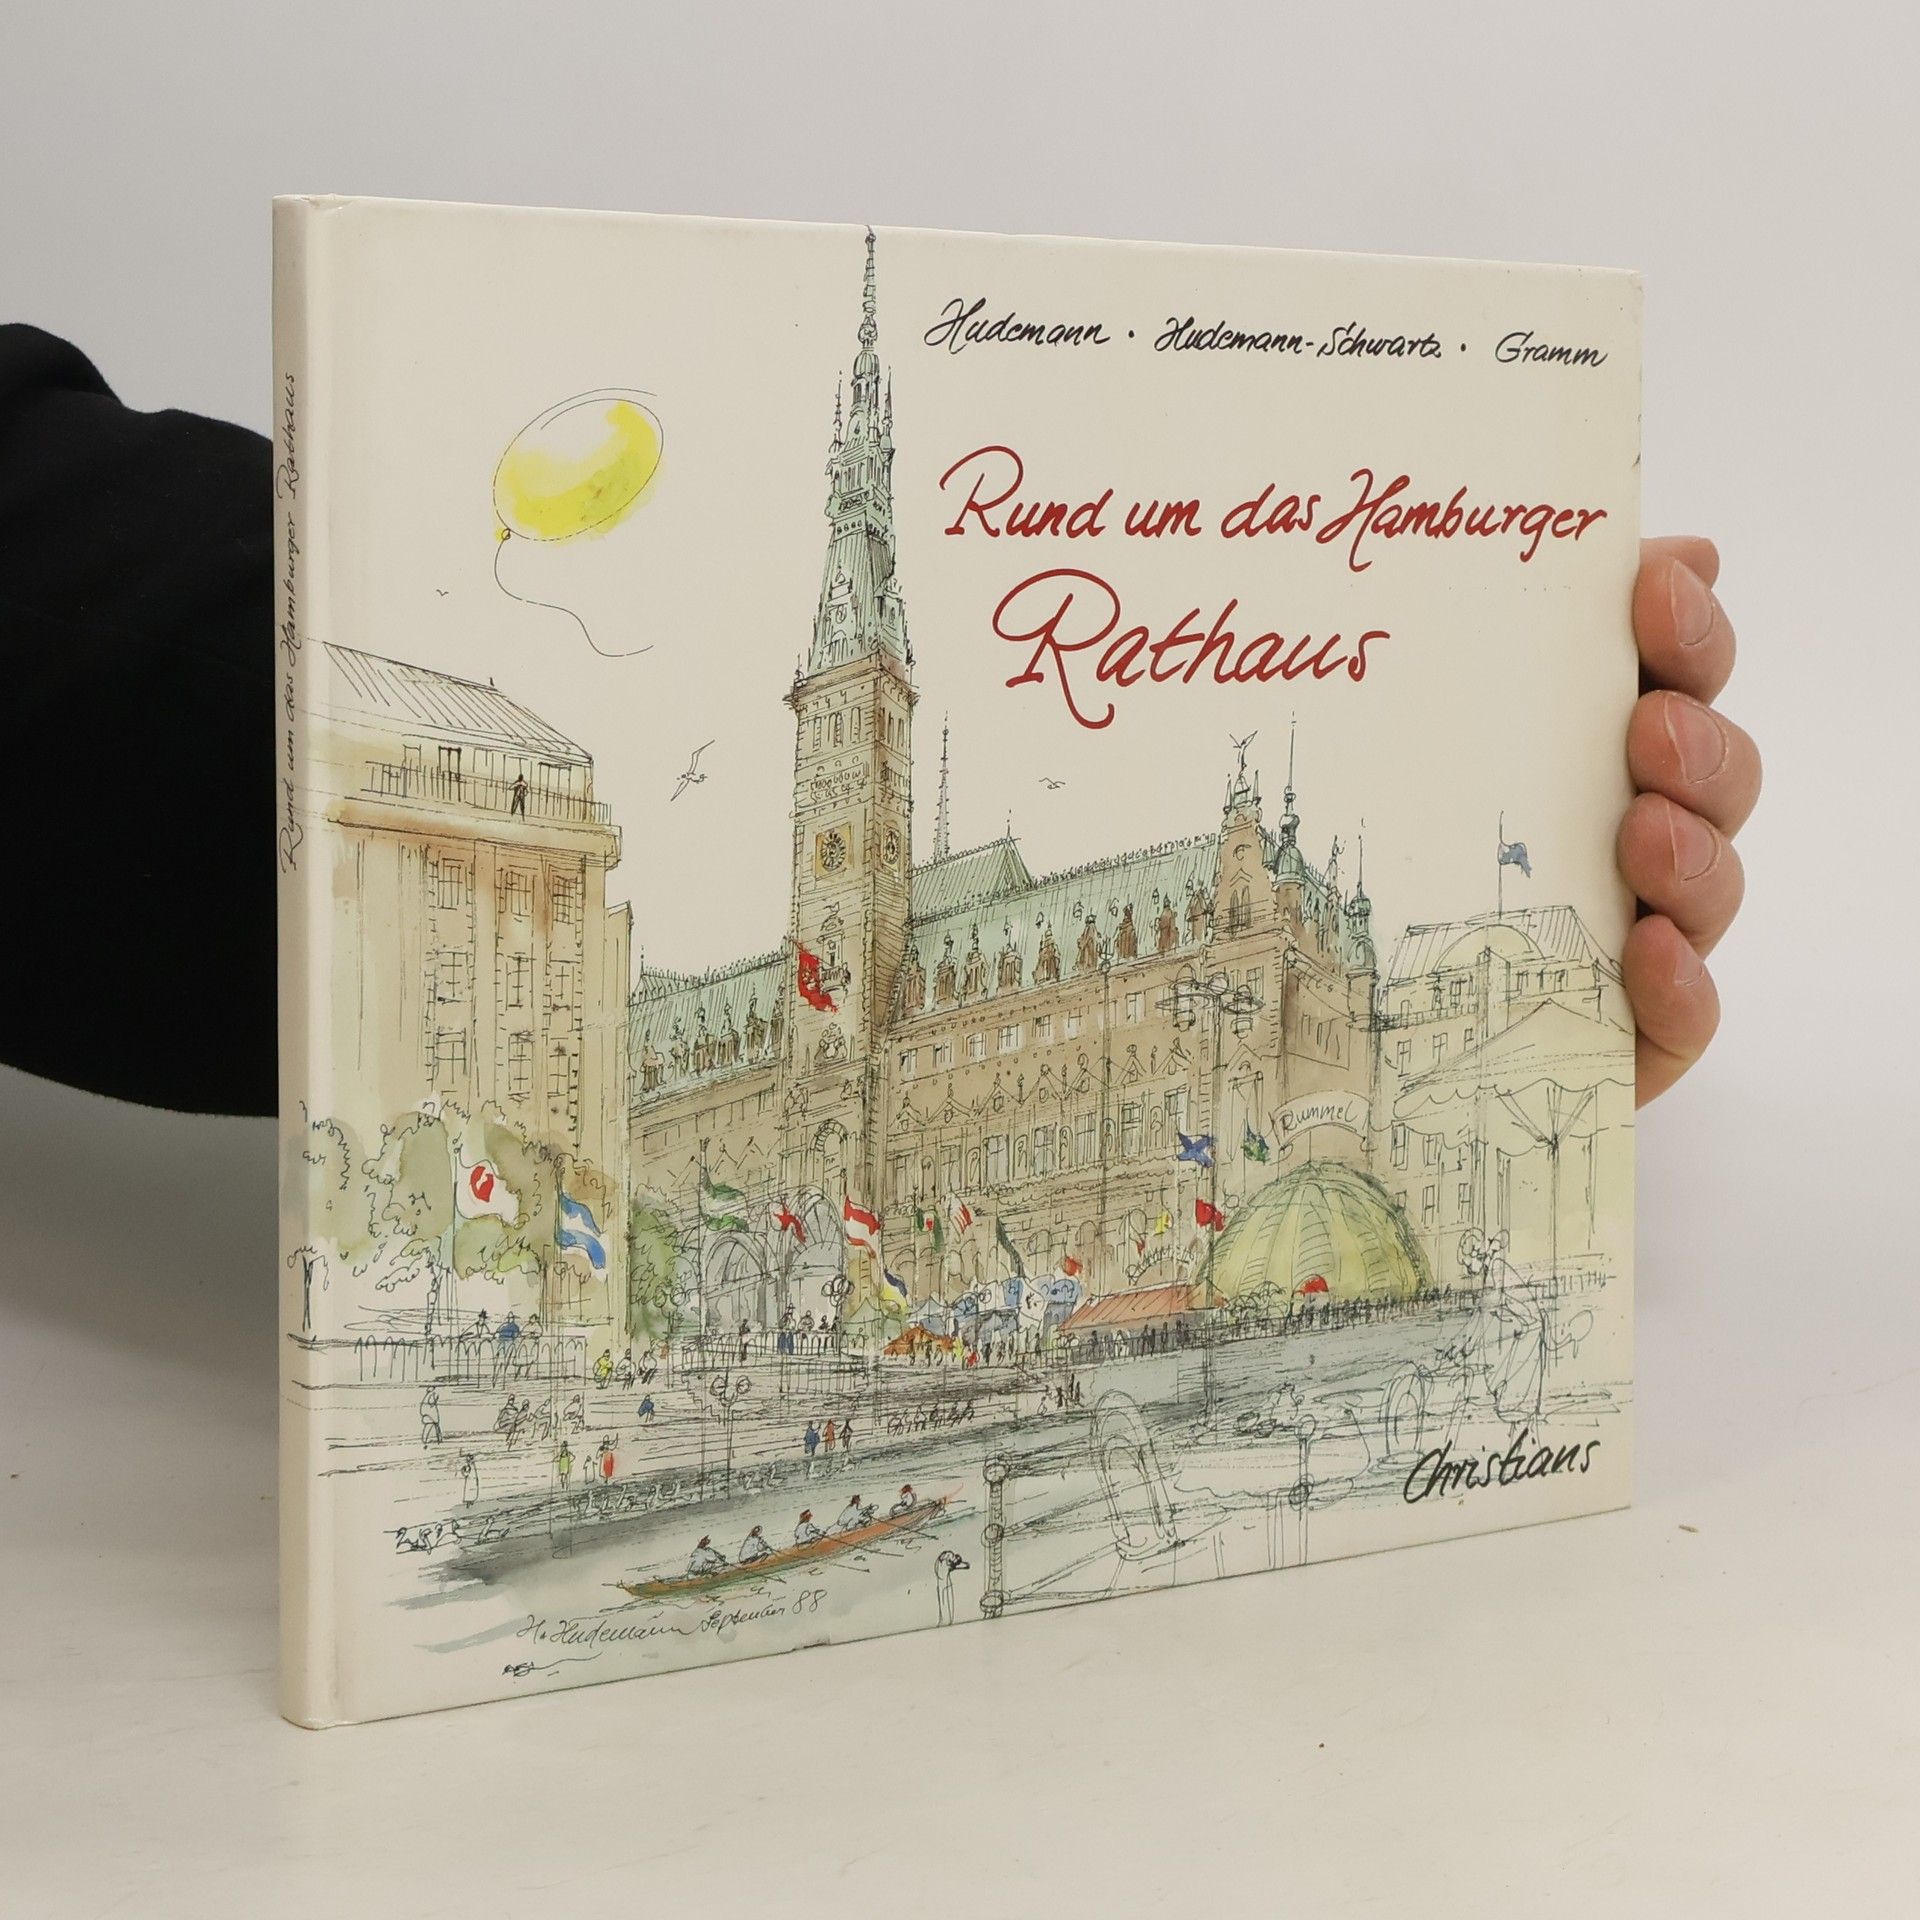 Hudemann · Hudemann-Schwartz · Gramm
Rund um das Hamburger
Rathaus
Rund um das Hamburger Rathaus
Rummel
Christians
H. Hudemann September 88